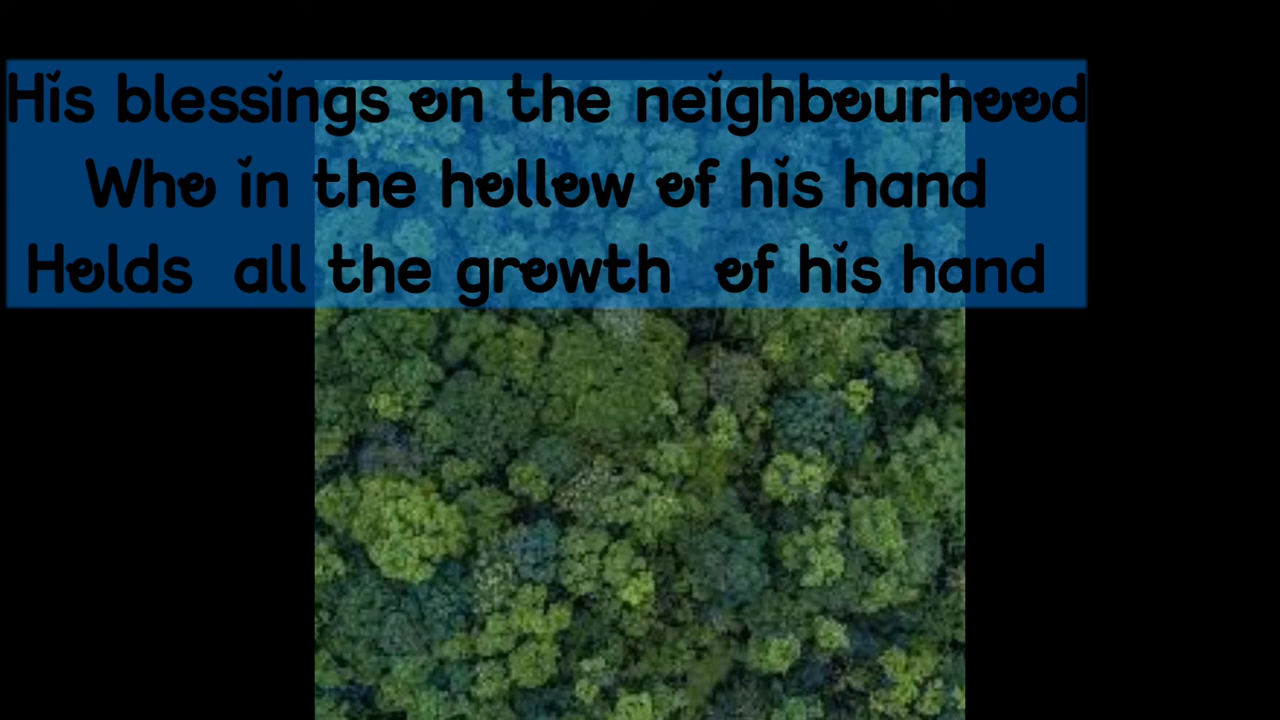 His blessings on the neighbourhood
Who in the hollow of his hand
Holds all the growth of his hand